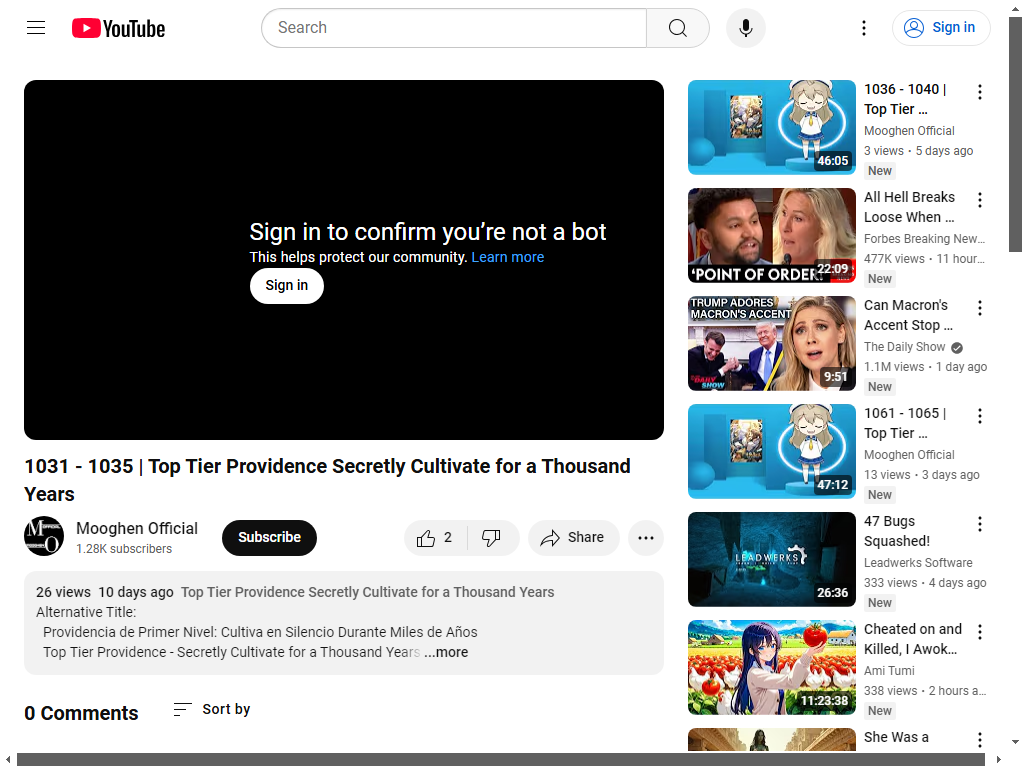 YouTube
Search
Sign in
Sign in to confirm you’re not a bot
This helps protect our community. Learn more
Sign in
1031 - 1035 | Top Tier Providence Secretly Cultivate for a Thousand
Years
Mooghen Official
1.28K subscribers
Subscribe
2
Share
26 views 10 days ago Top Tier Providence Secretly Cultivate for a Thousand Years
Alternative Title:
Providencia de Primer Nivel: Cultiva en Silencio Durante Miles de Años
Top Tier Providence - Secretly Cultivate for a Thousand Years ...more
0 Comments
Sort by
46:05
1036 - 1040 |
Top Tier ...
Mooghen Official
3 views • 5 days ago
New
'POINT OF ORDER!'
22:09
All Hell Breaks
Loose When ...
Forbes Breaking New...
477K views • 11 hour...
New
TRUMP ADORES
MACRON'S ACCENT
DAILY
SHOW
9:51
Can Macron's
Accent Stop ...
The Daily Show
1.1M views • 1 day ago
New
47:12
1061 - 1065 |
Top Tier ...
Mooghen Official
13 views • 3 days ago
New
LEADWERKS
26:36
47 Bugs
Squashed!
Leadwerks Software
333 views • 4 days ago
New
11:23:38
Cheated on and
Killed, I Awok...
Ami Tumi
338 views • 2 hours a...
New
She Was a